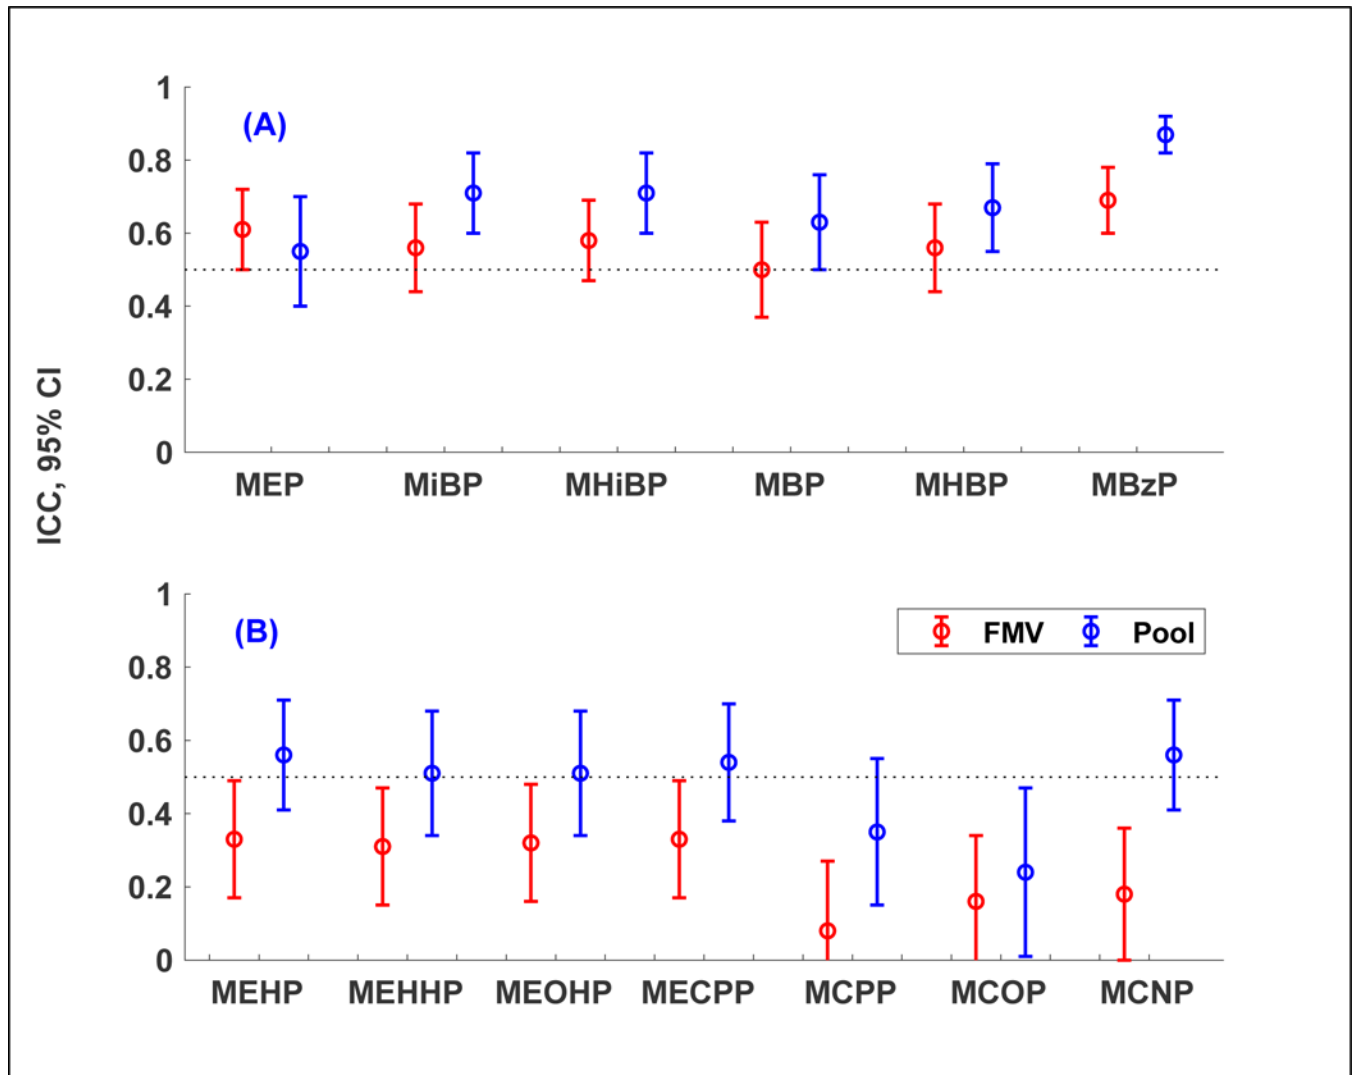 ICC, 95% CI
(A)
1
0.8
0.6
0.4
0.2
0
MEP MiBP MHiBP MBP MHBP MBzP
(B)
FMV Pool
1
0.8
0.6
0.4
0.2
0
MEHP MEHHP MEOHP MECPP MCPP MCOP MCNP